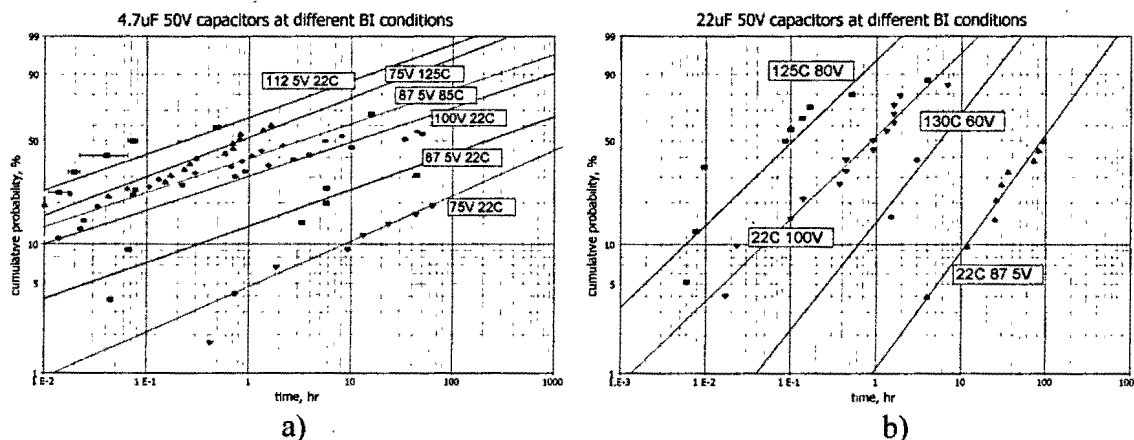 4.7uF 50V capacitors at different BI conditions
cumulative probability, %
99
90
50
10
5
1
112 5V 22C
75V 125C
87 5V 85C
100V 22C
87 5V 22C
75V 22C
1 E-2
1 E-1
1
10
100
1000
time, hr
a)
22uF 50V capacitors at different BI conditions
cumulative probability, %
99
90
50
10
5
1
125C 80V
130C 60V
22C 100V
22C 87 5V
1.E-3
1 E-2
1 E-1
1
10
100
time, hr
b)